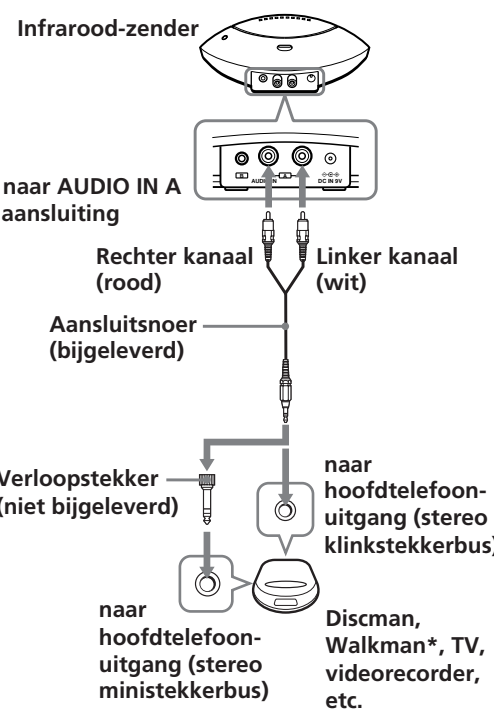 Infrarood-zender
B
AUDIO IN
A
DC IN 9V
naar AUDIO IN A
aansluiting
Rechter kanaal
(rood)
Linker kanaal
(wit)
Aansluitsnoer
(bijgeleverd)
Verloopstekker
(niet bijgeleverd)
naar
hoofdtelefoon-
uitgang (stereo
klinkstekkerbus)
naar
hoofdtelefoon-
uitgang (stereo
ministekkerbus)
Discman,
Walkman*, TV,
videorecorder,
etc.